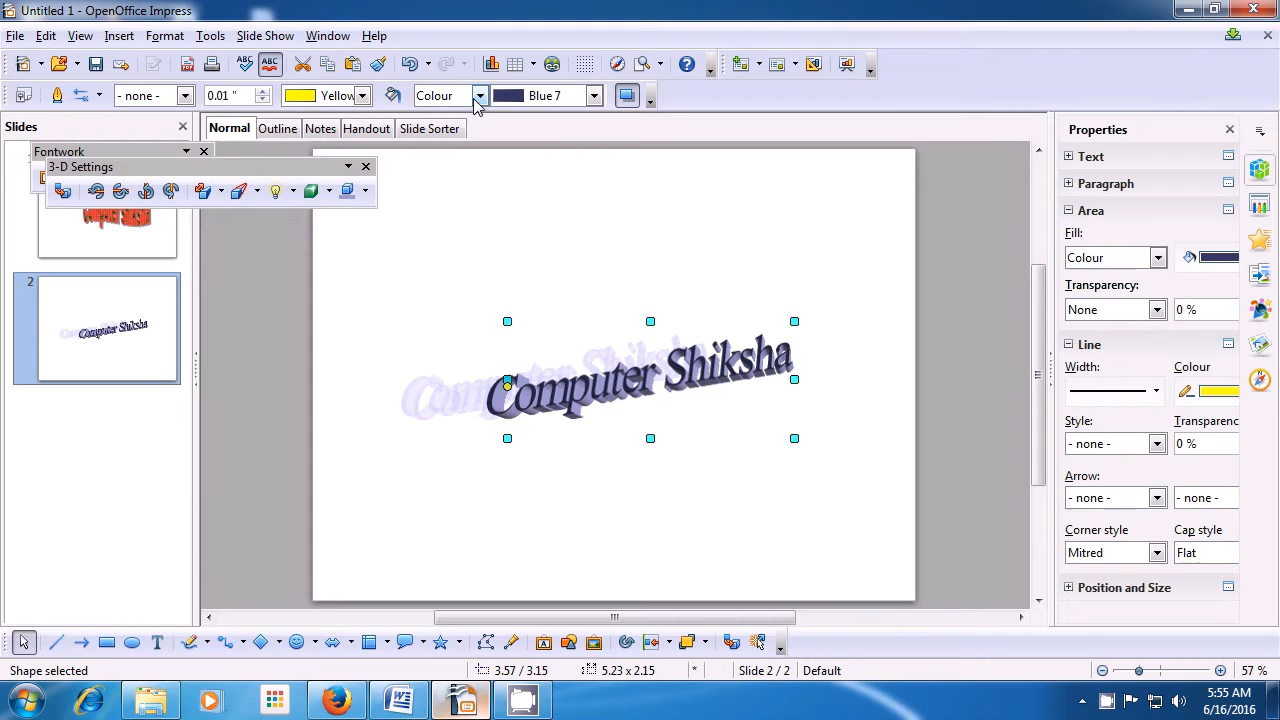 Untitled 1 - OpenOffice Impress
File Edit View Insert Format Tools Slide Show Window Help
- none - 0.01 " Yellow Colour Blue 7
Slides
Normal Outline Notes Handout Slide Sorter
Fontwork
3-D Settings
2
Computer Shiksha
Computer Shiksha
Computer Shiksha
Properties
Text
Paragraph
Area
Fill:
Colour
Transparency:
None 0 %
Line
Width: Colour
Style: Transparenc
- none - 0 %
Arrow:
- none - - none -
Corner style Cap style
Mitred Flat
Position and Size
Shape selected 3.57 / 3.15 5.23 x 2.15 * Slide 2 / 2 Default 57 %
5:55 AM
6/16/2016